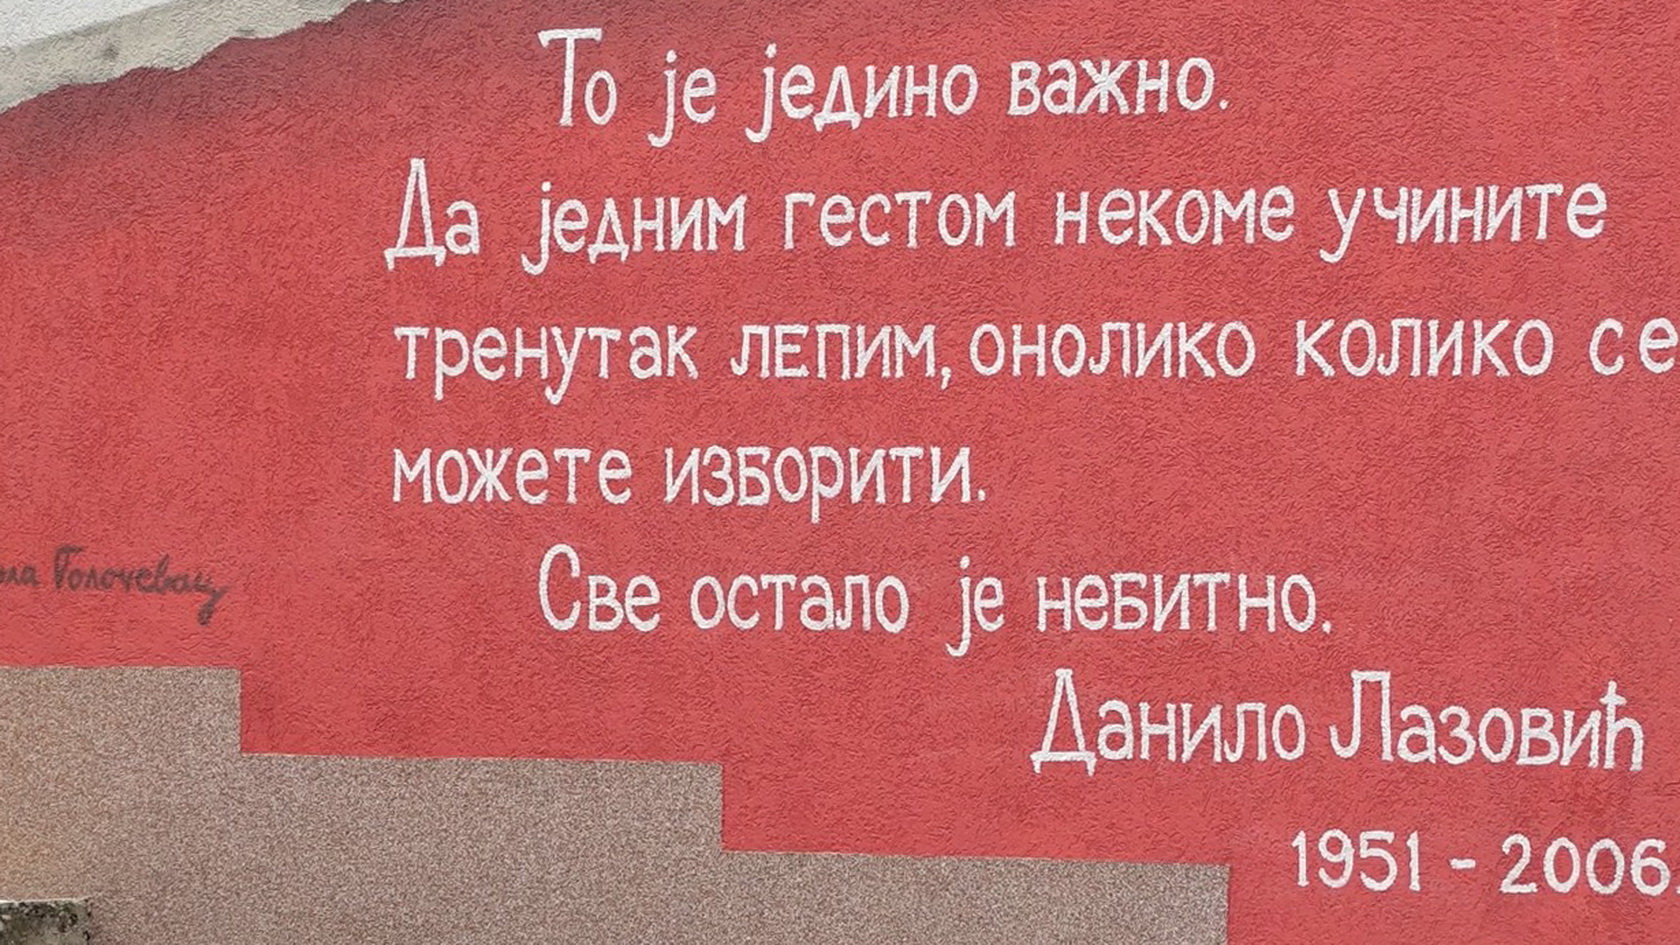 То је једино важно.
Да једним гестом некоме учините
тренутак лепим, онолико колико се
можете изборити.
Све остало је небитно.
Данило Лазовић
1951 - 2006.
Голочевац